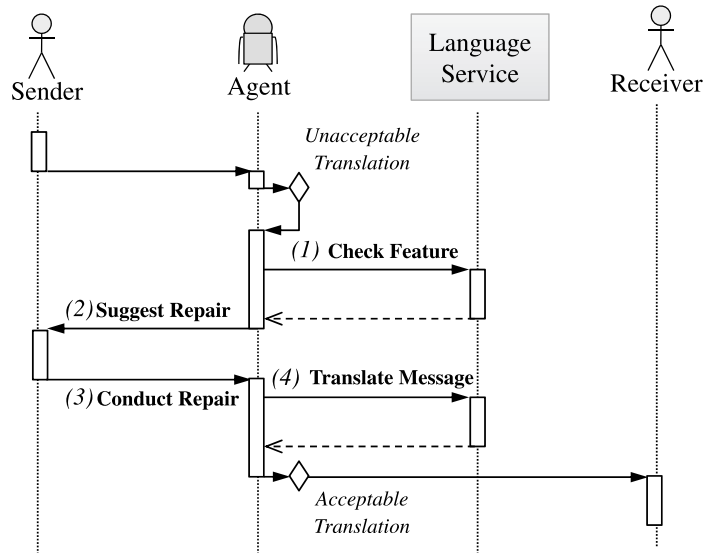 Sender
Agent
Language
Service
Receiver
Unacceptable
Translation
(1) Check Feature
(2) Suggest Repair
(3) Conduct Repair
(4) Translate Message
Acceptable
Translation